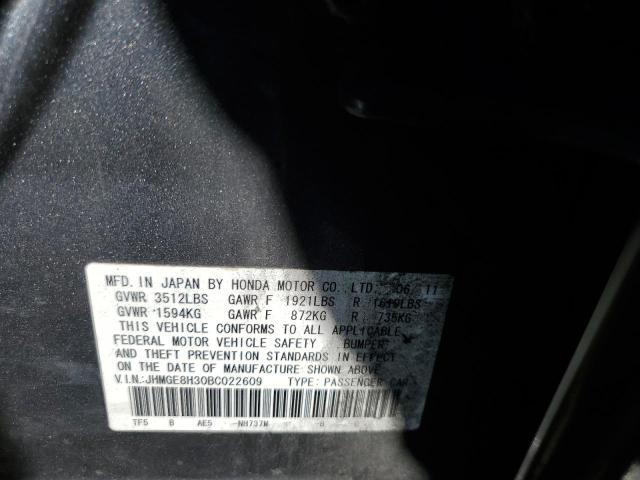 MFD. IN JAPAN BY HONDA MOTOR CO., LTD. 06 11
GVWR 3512LBS GAWR F 1921LBS R 1619LBS
GVWR 1594KG GAWR F 872KG R 735KG
THIS VEHICLE CONFORMS TO ALL APPLICABLE
FEDERAL MOTOR VEHICLE SAFETY BUMPER
AND THEFT PREVENTION STANDARDS IN EFFECT
ON THE DATE OF MANUFACTURE SHOWN ABOVE.
V.I.N.:JHMGE8H30BC022609 TYPE: PASSENGER CAR
TF5 B AE5 NH737M